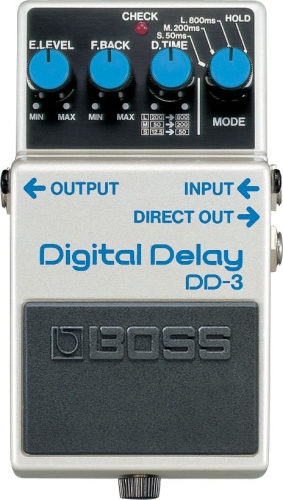 CHECK
E.LEVEL
F.BACK
D.TIME
S. 50ms
M. 200ms
L. 800ms
HOLD
MIN
MAX
MIN
MAX
L 200 → 800
M 50 → 200
S 12.5 → 50
MODE
← OUTPUT
INPUT ←
DIRECT OUT →
Digital Delay
DD-3
BOSS